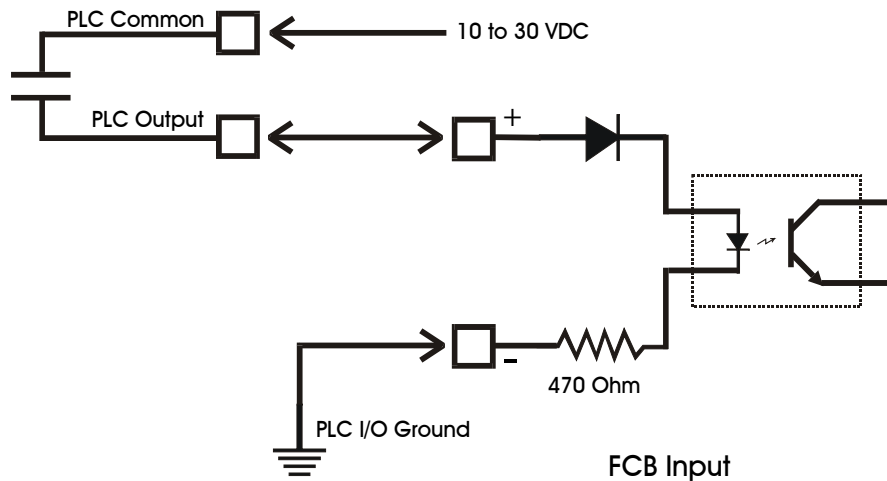 PLC Common
10 to 30 VDC
PLC Output
+
-
470 Ohm
PLC I/O Ground
FCB Input